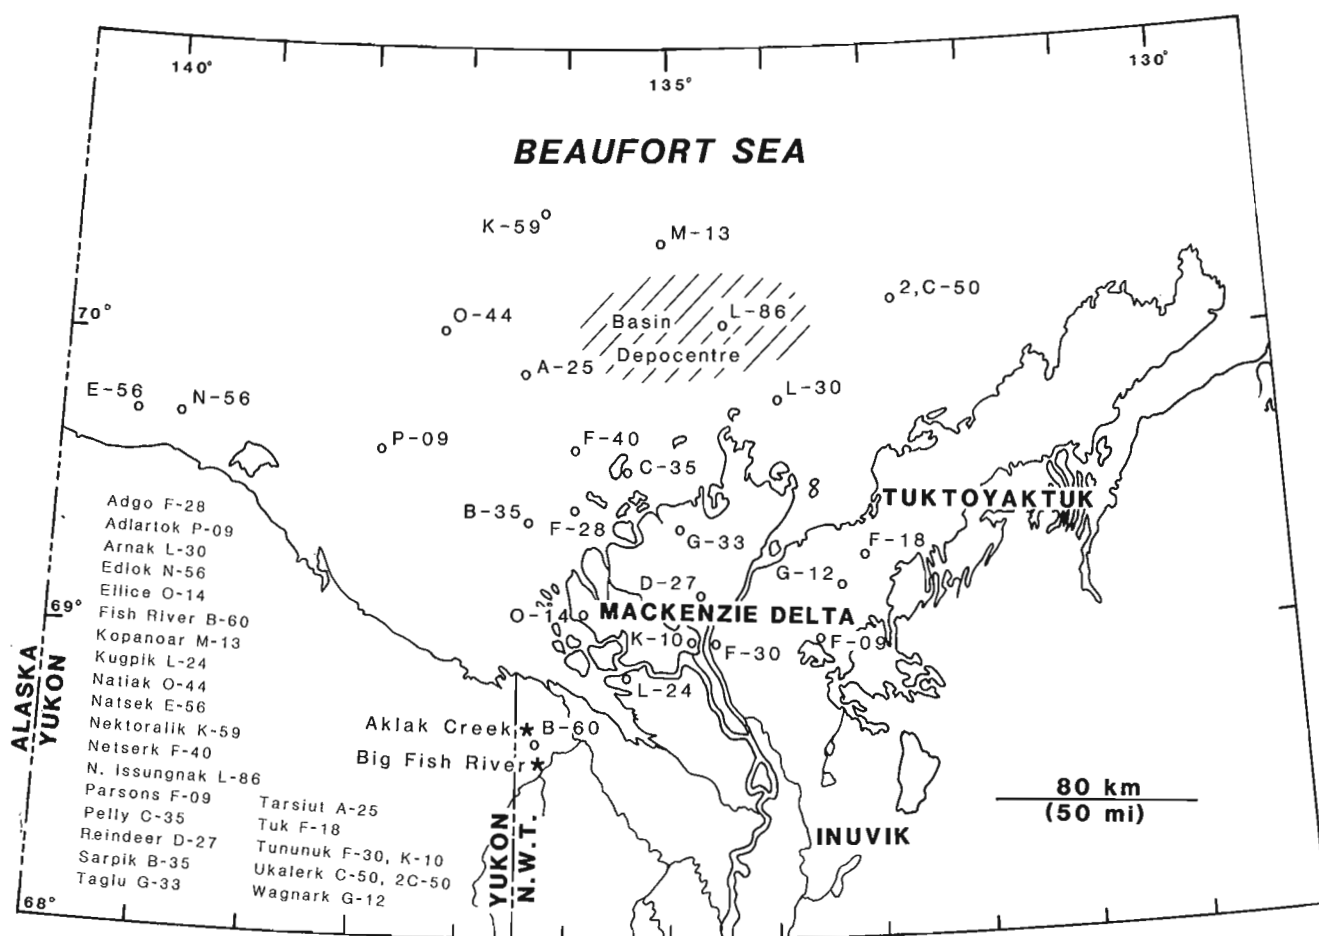 140°
135°
130°
BEAUFORT SEA
K-59
M-13
2,C-50
70°
O-44
L-86
Basin
Depocentre
A-25
E-56
N-56
L-30
P-09
F-40
C-35
TUKTOYAKTUK
B-35
F-28
G-33
F-18
G-12
D-27
69°
O-14
MACKENZIE DELTA
K-10
F-30
F-09
L-24
ALASKA
YUKON
Aklak Creek
B-60
Big Fish River
80 km
(50 mi)
INUVIK
YUKON
N.W.T.
68°
Adgo F-28
Adlartok P-09
Arnak L-30
Edlok N-56
Ellice O-14
Fish River B-60
Kopanoar M-13
Kugpik L-24
Natiak O-44
Natsek E-56
Nektoralik K-59
Netserk F-40
N. Issungnak L-86
Parsons F-09
Pelly C-35
Reindeer D-27
Sarpik B-35
Taglu G-33
Tarsiut A-25
Tuk F-18
Tununuk F-30, K-10
Ukalerk C-50, 2C-50
Wagnark G-12